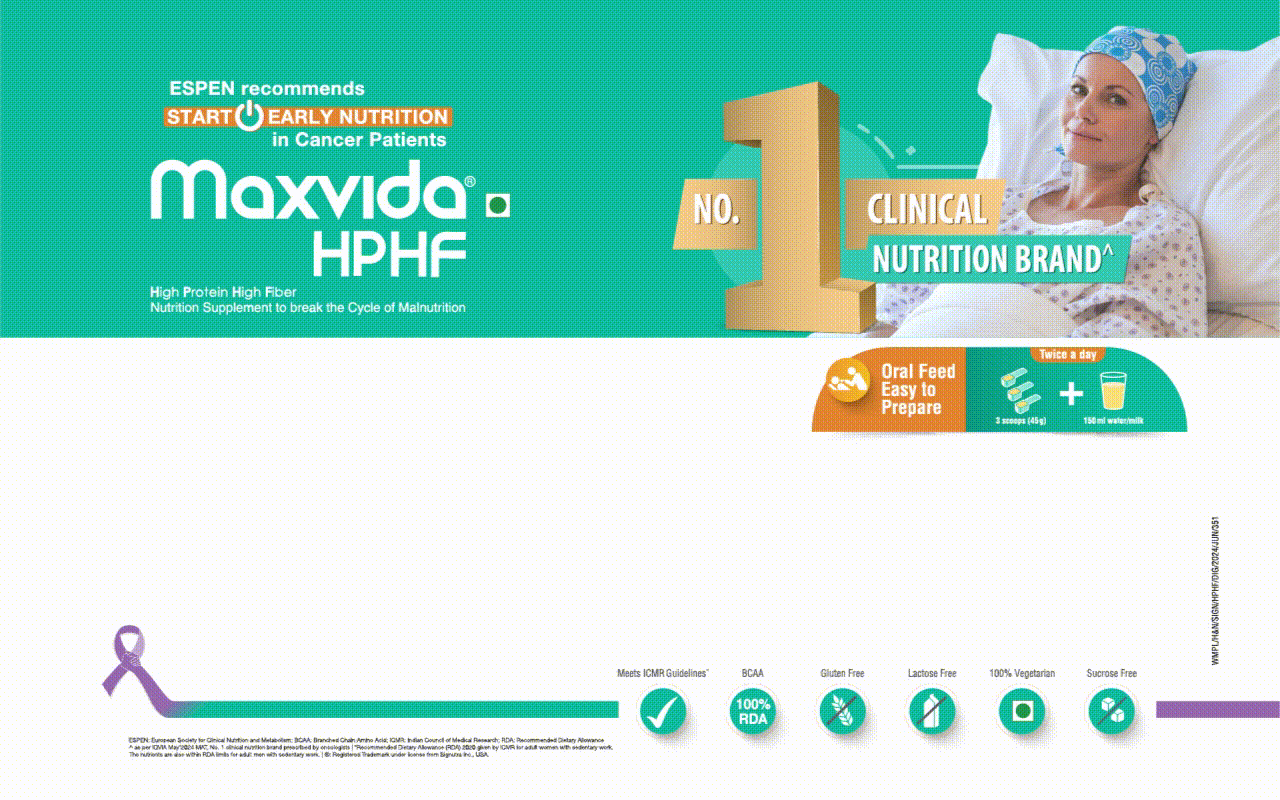 ESPEN recommends
START EARLY NUTRITION
in Cancer Patients
Maxvida®
HPHF
High Protein High Fiber
Nutrition Supplement to break the Cycle of Malnutrition
NO. 1 CLINICAL
NUTRITION BRAND^
Twice a day
Oral Feed
Easy to
Prepare
3 scoops (45g)
+
150 ml water/milk
WMPL/H&N/SIGN/HPHF/DIG/2024/JUN/351
Meets ICMR Guidelines*
BCAA
100%
RDA
Gluten Free
Lactose Free
100% Vegetarian
Sucrose Free
ESPEN: European Society for Clinical Nutrition and Metabolism; BCAA: Branched Chain Amino Acid; ICMR: Indian Council of Medical Research; RDA: Recommended Dietary Allowance
^ as per ICMA May'2024 MAT, No. 1 clinical nutrition brand prescribed by oncologists | *Recommended Dietary Allowance (RDA) 2020 given by ICMR for adult women with sedentary work.
The nutrients are also within RDA limits for adult men with sedentary work. | ®: Registered Trademark under license from Signutra Inc., USA.